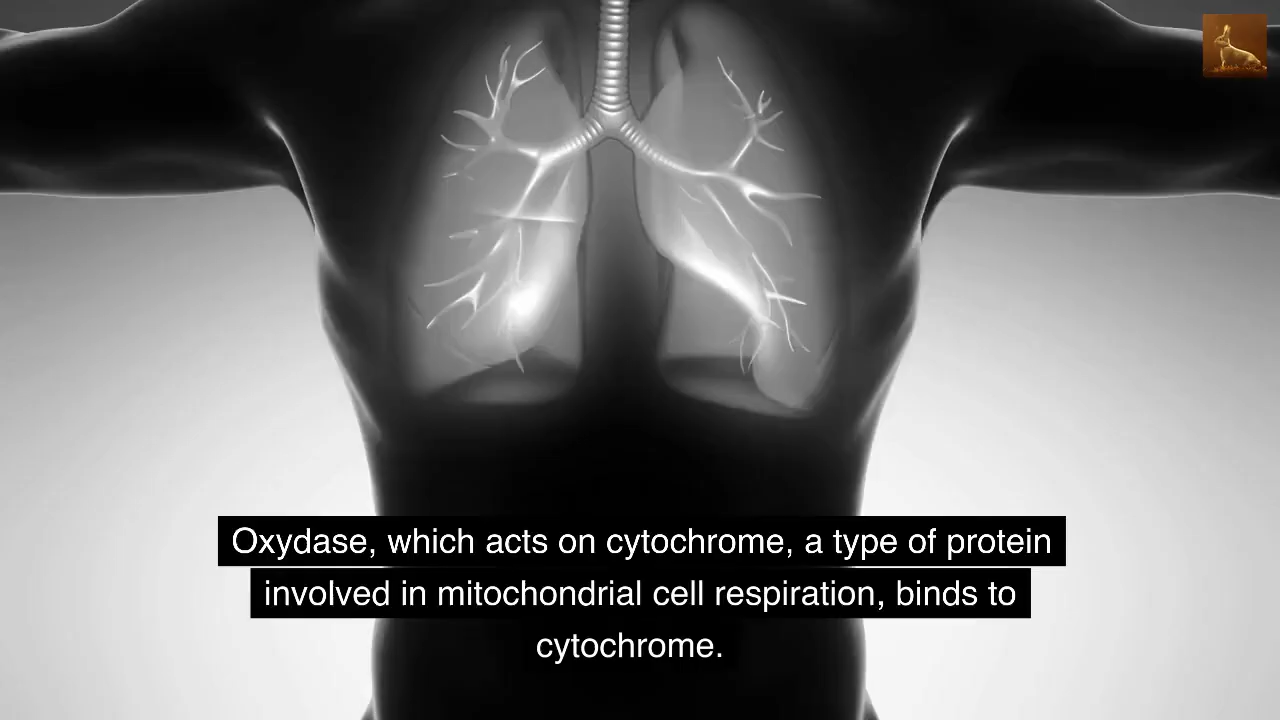 Oxydase, which acts on cytochrome, a type of protein
involved in mitochondrial cell respiration, binds to
cytochrome.